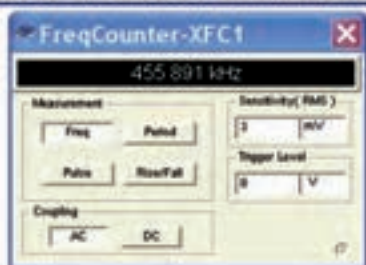 FreqCounter-XFC1
455.891 kHz
Measurement
Freq
Period
Pulse
Rise/Fall
Coupling
AC
DC
Sensitivity( RMS )
3
mV
Trigger Level
0
V